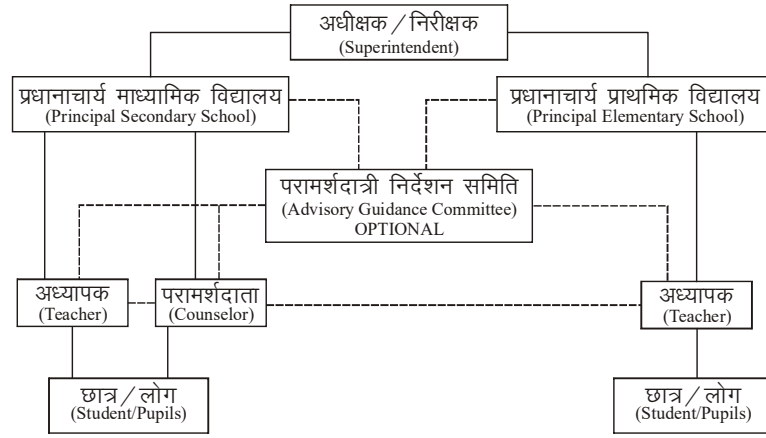 अधीक्षक / निरीक्षक
(Superintendent)
प्रधानाचार्य माध्यामिक विद्यालय
(Principal Secondary School)
प्रधानाचार्य प्राथमिक विद्यालय
(Principal Elementary School)
परामर्शदात्री निर्देशन समिति
(Advisory Guidance Committee)
OPTIONAL
अध्यापक
(Teacher)
परामर्शदाता
(Counselor)
अध्यापक
(Teacher)
छात्र / लोग
(Student/Pupils)
छात्र / लोग
(Student/Pupils)